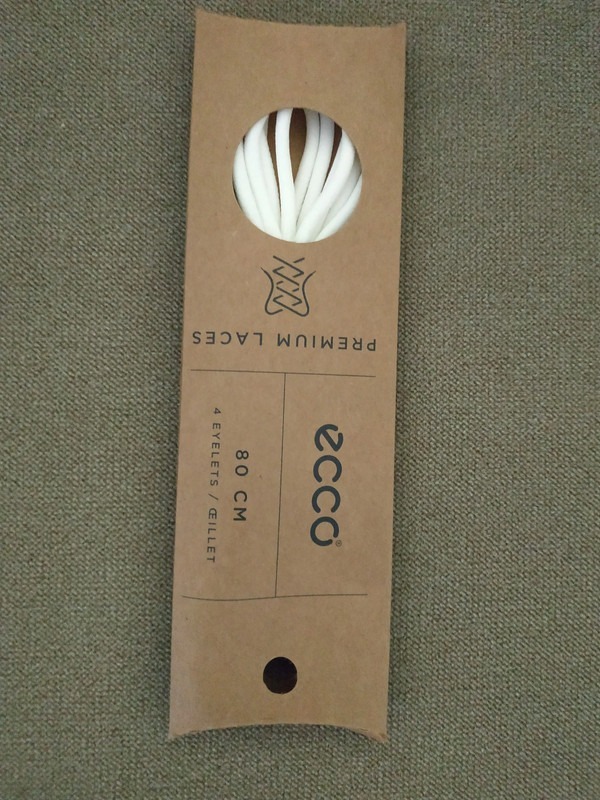 ecco®
80 CM
4 EYELETS / ŒILLET
PREMIUM LACES